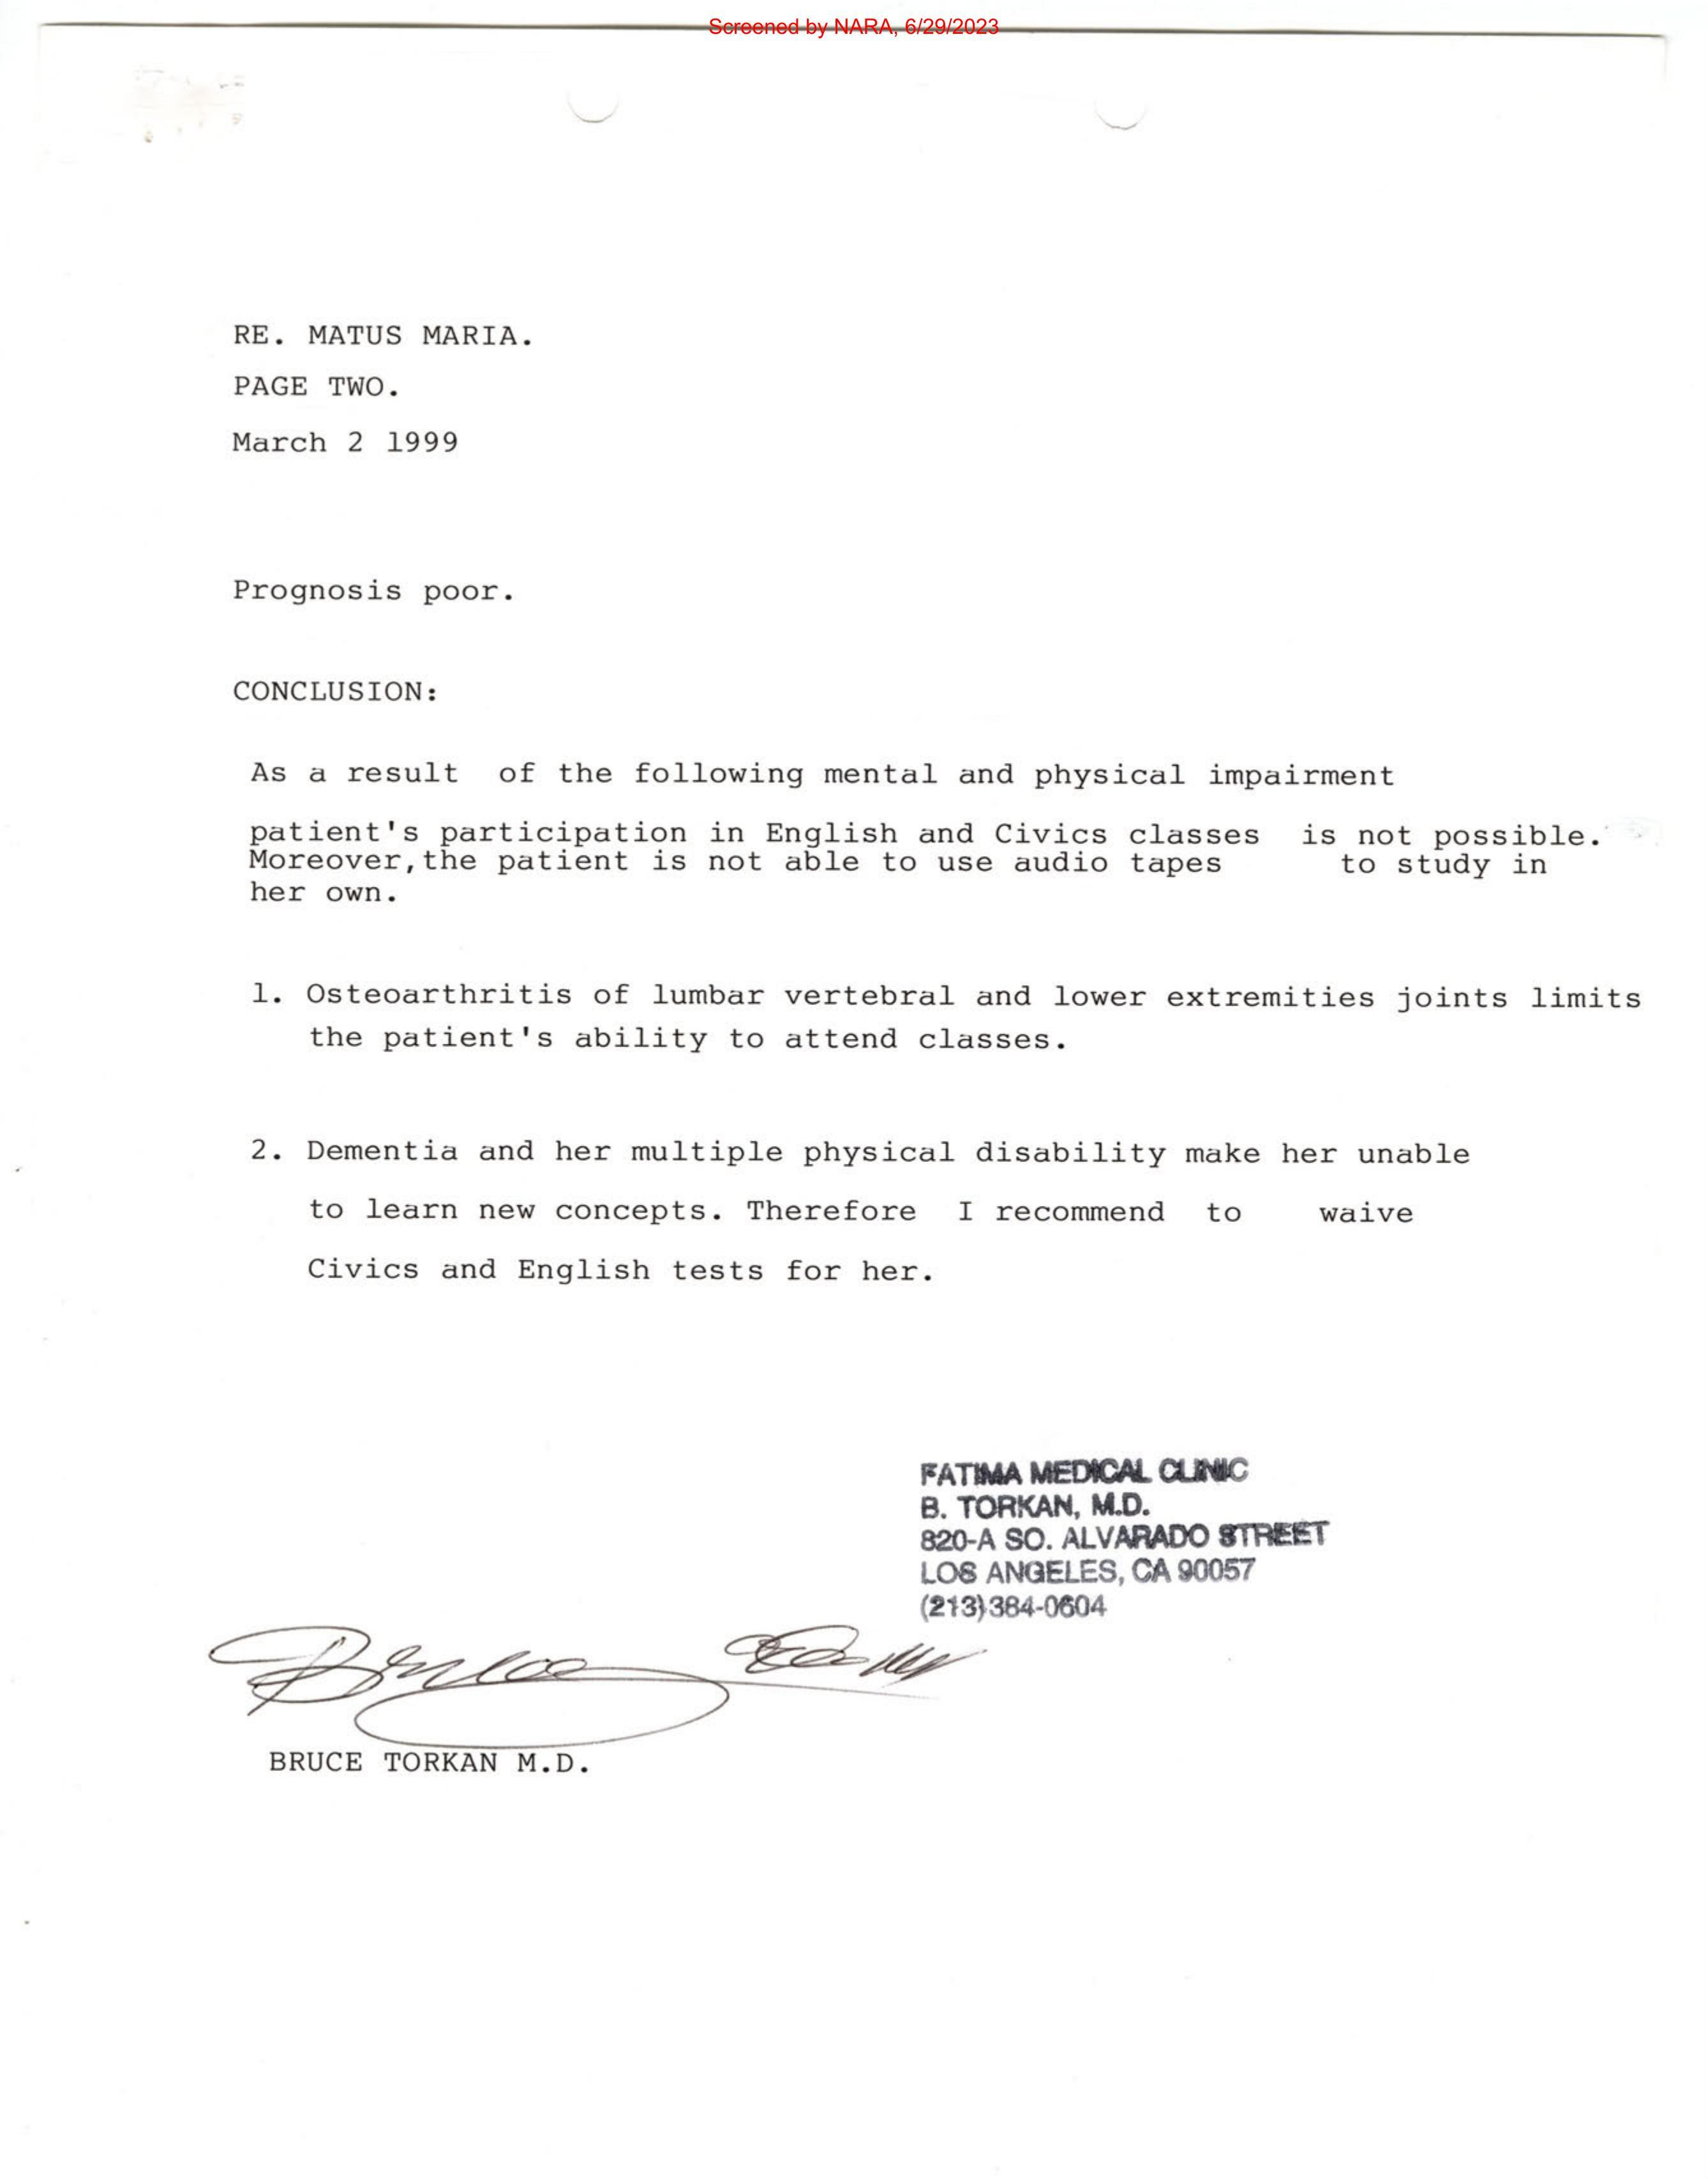 Screened by NARA, 6/29/2023
RE. MATUS MARIA.
PAGE TWO.
March 2 1999
Prognosis poor.
CONCLUSION:
As a result of the following mental and physical impairment
patient's participation in English and Civics classes is not possible.
Moreover,the patient is not able to use audio tapes to study in
her own.
1. Osteoarthritis of lumbar vertebral and lower extremities joints limits
the patient's ability to attend classes.
2. Dementia and her multiple physical disability make her unable
to learn new concepts. Therefore I recommend to waive
Civics and English tests for her.
FATIMA MEDICAL CLINIC
B. TORKAN, M.D.
820-A SO. ALVARADO STREET
LOS ANGELES, CA 90057
(213) 384-0604
BRUCE TORKAN M.D.